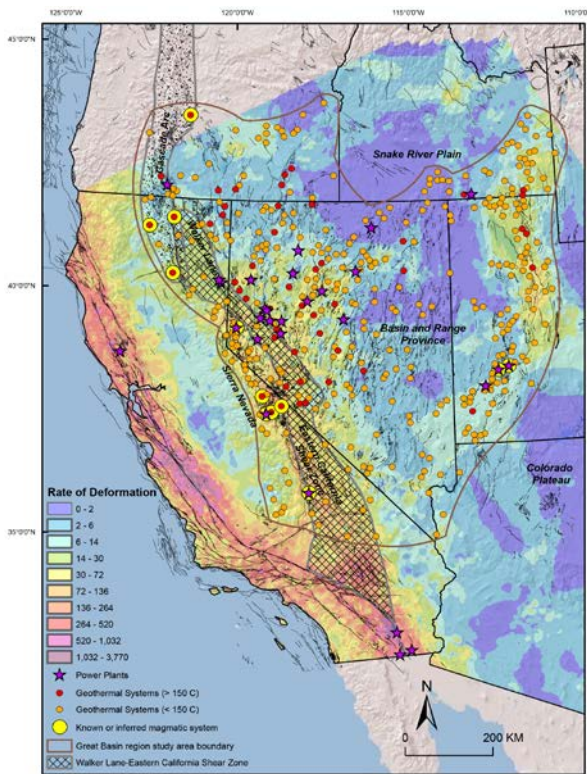 125°0'0"W
120°0'0"W
115°0'0"W
110°0'0"W
45°0'0"N
40°0'0"N
35°0'0"N
Cascade Arc
Snake River Plain
Walker Lane
Basin and Range
Province
Sierra Nevada
Eastern California
Shear Zone
Colorado
Plateau
Rate of Deformation
0 - 2
2 - 6
6 - 14
14 - 30
30 - 72
72 - 136
136 - 264
264 - 520
520 - 1,032
1,032 - 3,770
Power Plants
Geothermal Systems (> 150 C)
Geothermal Systems (< 150 C)
Known or inferred magmatic system
Great Basin region study area boundary
Walker Lane-Eastern California Shear Zone
N
0
200 KM